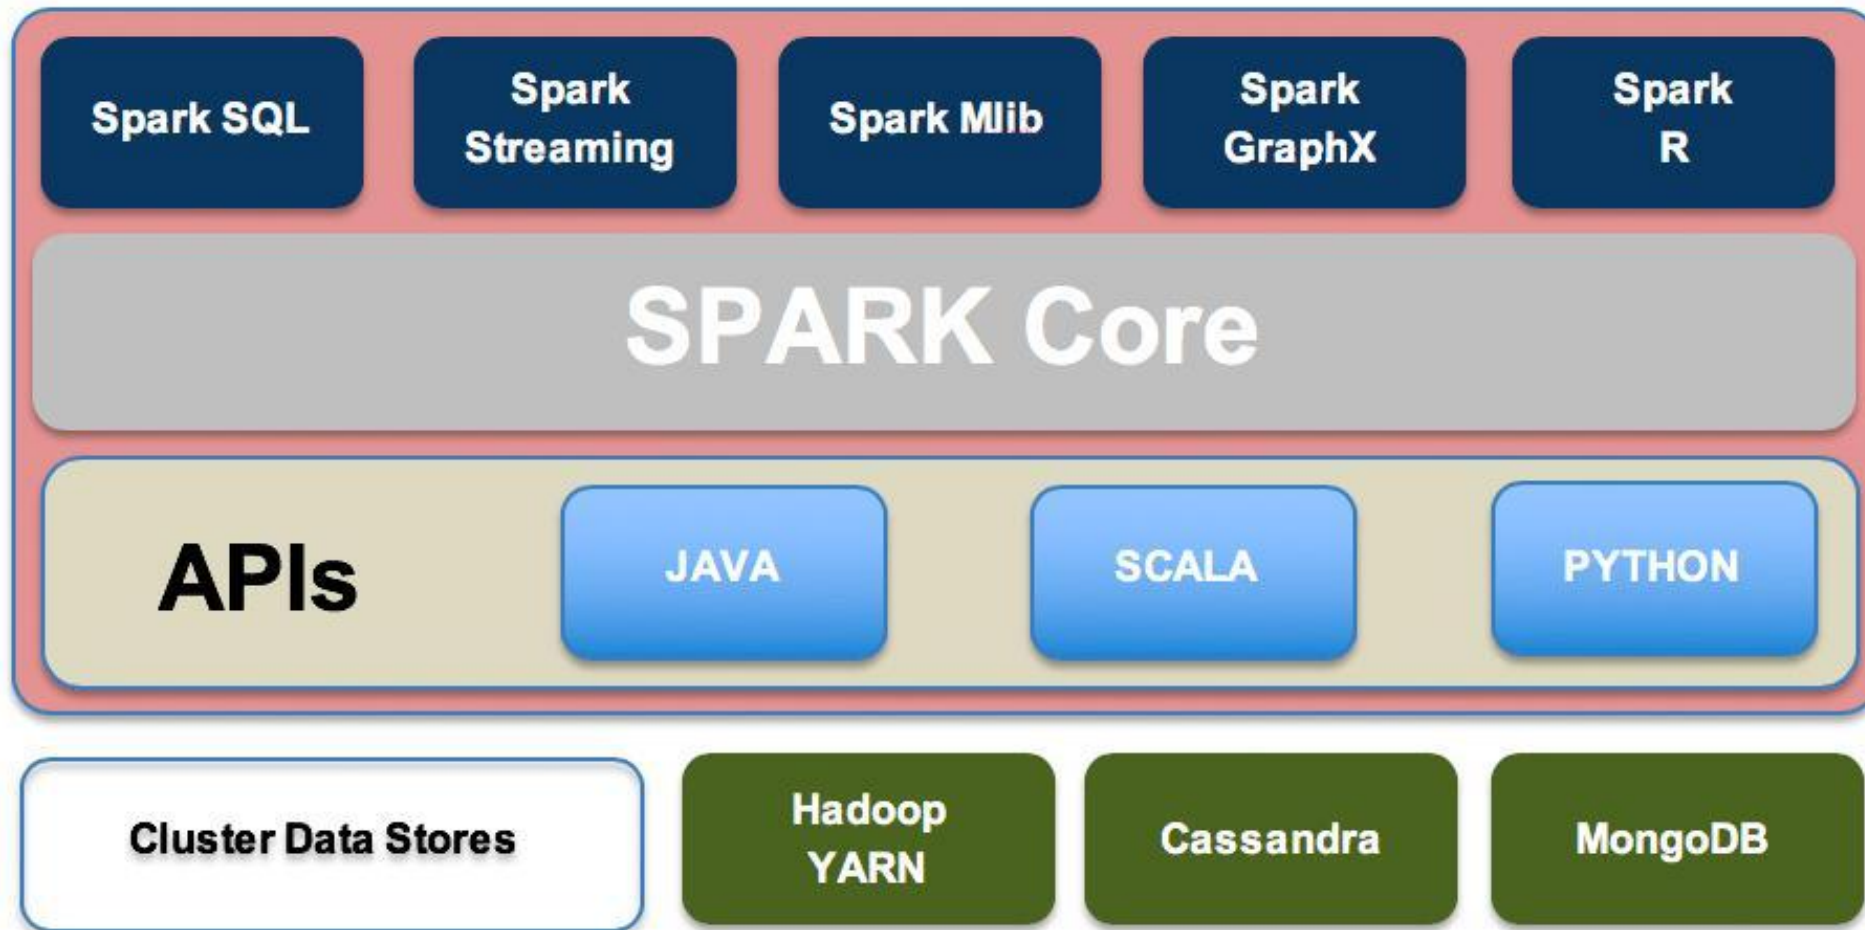 Spark SQL
Spark
Streaming
Spark Mlib
Spark
GraphX
Spark
R
SPARK Core
APIs
JAVA
SCALA
PYTHON
Cluster Data Stores
Hadoop
YARN
Cassandra
MongoDB